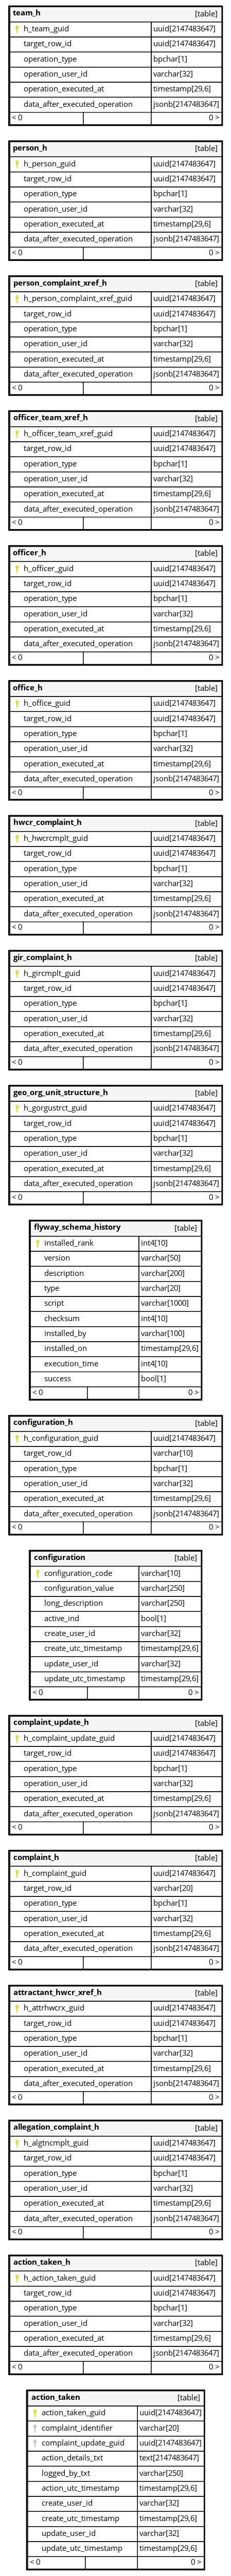 team_h [table]
h_team_guid uuid[2147483647]
target_row_id uuid[2147483647]
operation_type bpchar[1]
operation_user_id varchar[32]
operation_executed_at timestamp[29,6]
data_after_executed_operation jsonb[2147483647]
< 0 0 >
person_h [table]
h_person_guid uuid[2147483647]
target_row_id uuid[2147483647]
operation_type bpchar[1]
operation_user_id varchar[32]
operation_executed_at timestamp[29,6]
data_after_executed_operation jsonb[2147483647]
< 0 0 >
person_complaint_xref_h [table]
h_person_complaint_xref_guid uuid[2147483647]
target_row_id uuid[2147483647]
operation_type bpchar[1]
operation_user_id varchar[32]
operation_executed_at timestamp[29,6]
data_after_executed_operation jsonb[2147483647]
< 0 0 >
officer_team_xref_h [table]
h_officer_team_xref_guid uuid[2147483647]
target_row_id uuid[2147483647]
operation_type bpchar[1]
operation_user_id varchar[32]
operation_executed_at timestamp[29,6]
data_after_executed_operation jsonb[2147483647]
< 0 0 >
officer_h [table]
h_officer_guid uuid[2147483647]
target_row_id uuid[2147483647]
operation_type bpchar[1]
operation_user_id varchar[32]
operation_executed_at timestamp[29,6]
data_after_executed_operation jsonb[2147483647]
< 0 0 >
office_h [table]
h_office_guid uuid[2147483647]
target_row_id uuid[2147483647]
operation_type bpchar[1]
operation_user_id varchar[32]
operation_executed_at timestamp[29,6]
data_after_executed_operation jsonb[2147483647]
< 0 0 >
hwcr_complaint_h [table]
h_hwcrcmplt_guid uuid[2147483647]
target_row_id uuid[2147483647]
operation_type bpchar[1]
operation_user_id varchar[32]
operation_executed_at timestamp[29,6]
data_after_executed_operation jsonb[2147483647]
< 0 0 >
gir_complaint_h [table]
h_gircmplt_guid uuid[2147483647]
target_row_id uuid[2147483647]
operation_type bpchar[1]
operation_user_id varchar[32]
operation_executed_at timestamp[29,6]
data_after_executed_operation jsonb[2147483647]
< 0 0 >
geo_org_unit_structure_h [table]
h_gorgustrct_guid uuid[2147483647]
target_row_id uuid[2147483647]
operation_type bpchar[1]
operation_user_id varchar[32]
operation_executed_at timestamp[29,6]
data_after_executed_operation jsonb[2147483647]
< 0 0 >
flyway_schema_history [table]
installed_rank int4[10]
version varchar[50]
description varchar[200]
type varchar[20]
script varchar[1000]
checksum int4[10]
installed_by varchar[100]
installed_on timestamp[29,6]
execution_time int4[10]
success bool[1]
< 0 0 >
configuration_h [table]
h_configuration_guid uuid[2147483647]
target_row_id varchar[10]
operation_type bpchar[1]
operation_user_id varchar[32]
operation_executed_at timestamp[29,6]
data_after_executed_operation jsonb[2147483647]
< 0 0 >
configuration [table]
configuration_code varchar[10]
configuration_value varchar[250]
long_description varchar[250]
active_ind bool[1]
create_user_id varchar[32]
create_utc_timestamp timestamp[29,6]
update_user_id varchar[32]
update_utc_timestamp timestamp[29,6]
< 0 0 >
complaint_update_h [table]
h_complaint_update_guid uuid[2147483647]
target_row_id uuid[2147483647]
operation_type bpchar[1]
operation_user_id varchar[32]
operation_executed_at timestamp[29,6]
data_after_executed_operation jsonb[2147483647]
< 0 0 >
complaint_h [table]
h_complaint_guid uuid[2147483647]
target_row_id varchar[20]
operation_type bpchar[1]
operation_user_id varchar[32]
operation_executed_at timestamp[29,6]
data_after_executed_operation jsonb[2147483647]
< 0 0 >
attractant_hwcr_xref_h [table]
h_attrhwcrx_guid uuid[2147483647]
target_row_id uuid[2147483647]
operation_type bpchar[1]
operation_user_id varchar[32]
operation_executed_at timestamp[29,6]
data_after_executed_operation jsonb[2147483647]
< 0 0 >
allegation_complaint_h [table]
h_algtncmplt_guid uuid[2147483647]
target_row_id uuid[2147483647]
operation_type bpchar[1]
operation_user_id varchar[32]
operation_executed_at timestamp[29,6]
data_after_executed_operation jsonb[2147483647]
< 0 0 >
action_taken_h [table]
h_action_taken_guid uuid[2147483647]
target_row_id uuid[2147483647]
operation_type bpchar[1]
operation_user_id varchar[32]
operation_executed_at timestamp[29,6]
data_after_executed_operation jsonb[2147483647]
< 0 0 >
action_taken [table]
action_taken_guid uuid[2147483647]
complaint_identifier varchar[20]
complaint_update_guid uuid[2147483647]
action_details_txt text[2147483647]
logged_by_txt varchar[250]
action_utc_timestamp timestamp[29,6]
create_user_id varchar[32]
create_utc_timestamp timestamp[29,6]
update_user_id varchar[32]
update_utc_timestamp timestamp[29,6]
< 0 0 >